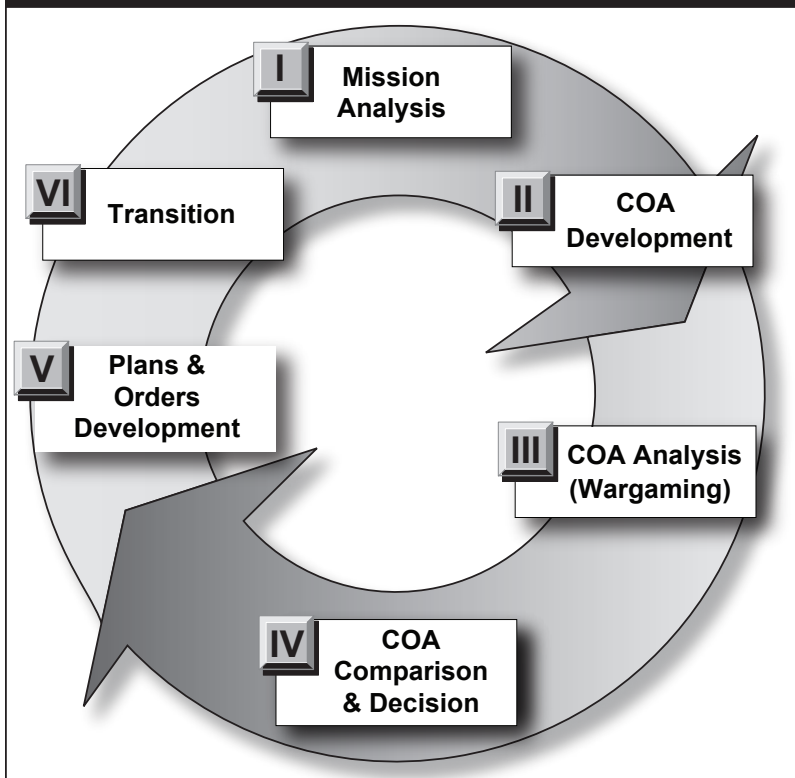 I
Mission
Analysis
II
COA
Development
III
COA Analysis
(Wargaming)
IV
COA
Comparison
& Decision
V
Plans &
Orders
Development
VI
Transition